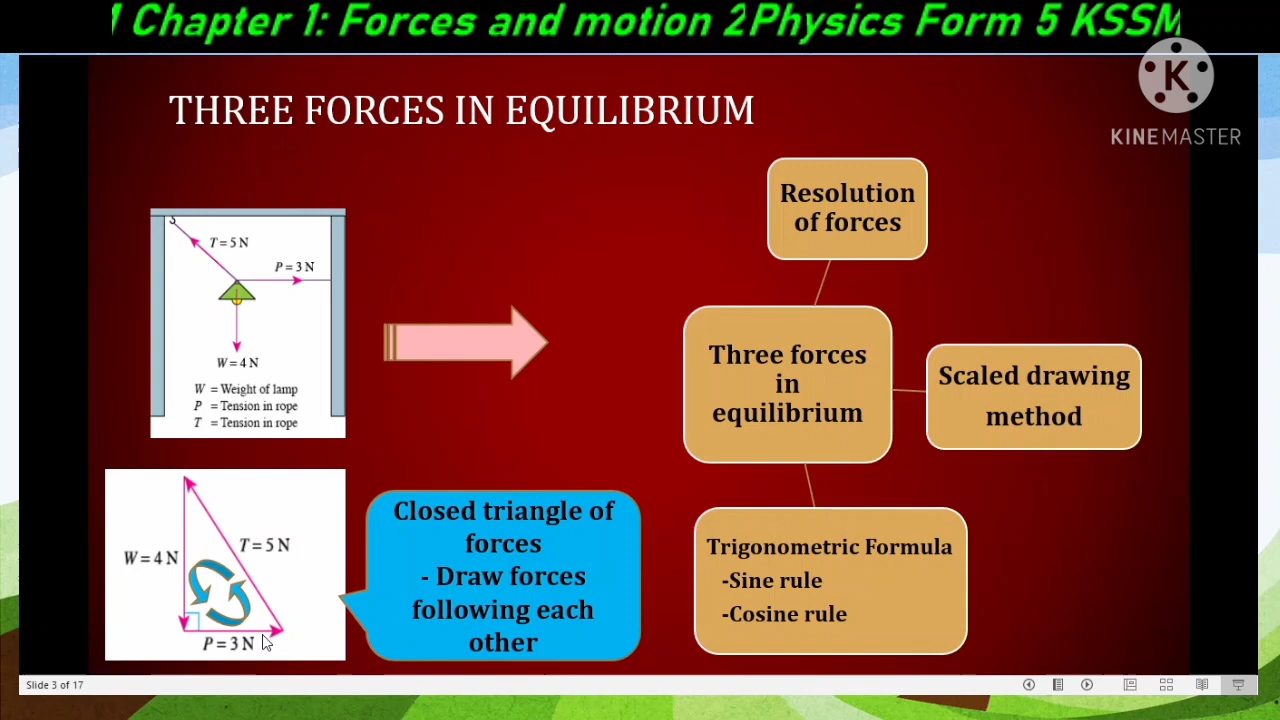 Chapter 1: Forces and motion 2Physics Form 5 KSSM
K
KINEMASTER
THREE FORCES IN EQUILIBRIUM
T = 5 N
P = 3 N
W = 4 N
W = Weight of lamp
P = Tension in rope
T = Tension in rope
W = 4 N
T = 5 N
P = 3 N
Closed triangle of
forces
- Draw forces
following each
other
Resolution
of forces
Three forces
in
equilibrium
Scaled drawing
method
Trigonometric Formula
-Sine rule
-Cosine rule
Slide 3 of 17